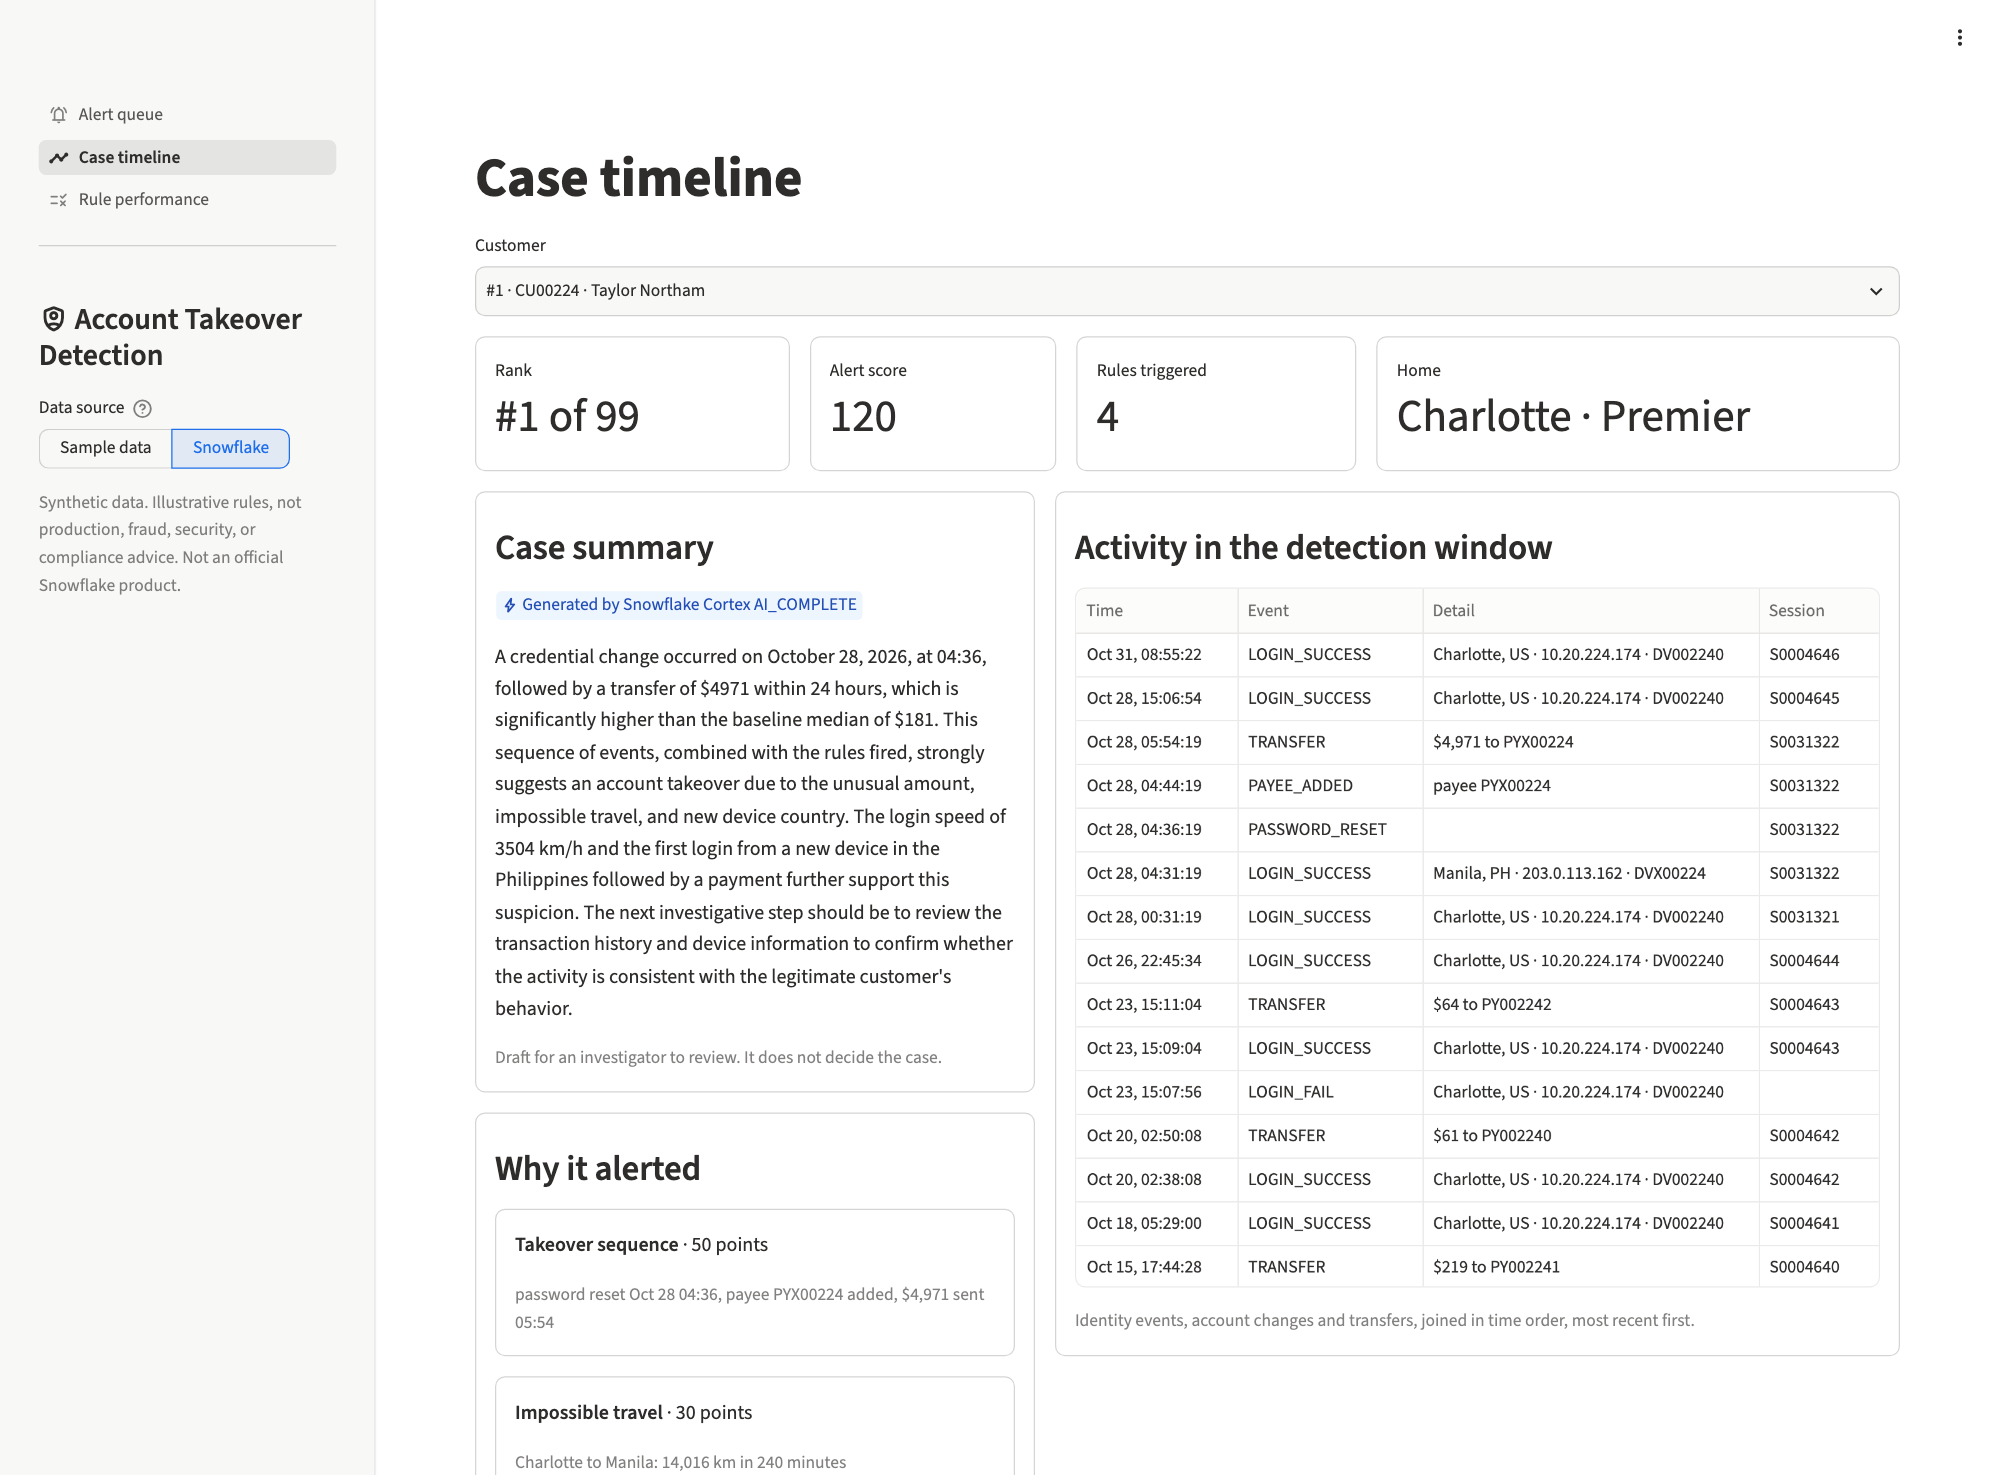 Alert queue
Case timeline
Rule performance
Account Takeover
Detection
Data source
Sample data
Snowflake
Synthetic data. Illustrative rules, not
production, fraud, security, or
compliance advice. Not an official
Snowflake product.
Case timeline
Customer
#1 · CU00224 · Taylor Northam
Rank
#1 of 99
Alert score
120
Rules triggered
4
Home
Charlotte · Premier
Case summary
Generated by Snowflake Cortex AI_COMPLETE
A credential change occurred on October 28, 2026, at 04:36,
followed by a transfer of $4971 within 24 hours, which is
significantly higher than the baseline median of $181. This
sequence of events, combined with the rules fired, strongly
suggests an account takeover due to the unusual amount,
impossible travel, and new device country. The login speed of
3504 km/h and the first login from a new device in the
Philippines followed by a payment further support this
suspicion. The next investigative step should be to review the
transaction history and device information to confirm whether
the activity is consistent with the legitimate customer's
behavior.
Draft for an investigator to review. It does not decide the case.
Why it alerted
Takeover sequence · 50 points
password reset Oct 28 04:36, payee PYX00224 added, $4,971 sent
05:54
Impossible travel · 30 points
Charlotte to Manila: 14,016 km in 240 minutes
Activity in the detection window
Time Event Detail Session
Oct 31, 08:55:22 LOGIN_SUCCESS Charlotte, US · 10.20.224.174 · DV002240 S0004646
Oct 28, 15:06:54 LOGIN_SUCCESS Charlotte, US · 10.20.224.174 · DV002240 S0004645
Oct 28, 05:54:19 TRANSFER $4,971 to PYX00224 S0031322
Oct 28, 04:44:19 PAYEE_ADDED payee PYX00224 S0031322
Oct 28, 04:36:19 PASSWORD_RESET S0031322
Oct 28, 04:31:19 LOGIN_SUCCESS Manila, PH · 203.0.113.162 · DVX00224 S0031322
Oct 28, 00:31:19 LOGIN_SUCCESS Charlotte, US · 10.20.224.174 · DV002240 S0031321
Oct 26, 22:45:34 LOGIN_SUCCESS Charlotte, US · 10.20.224.174 · DV002240 S0004644
Oct 23, 15:11:04 TRANSFER $64 to PY002242 S0004643
Oct 23, 15:09:04 LOGIN_SUCCESS Charlotte, US · 10.20.224.174 · DV002240 S0004643
Oct 23, 15:07:56 LOGIN_FAIL Charlotte, US · 10.20.224.174 · DV002240
Oct 20, 02:50:08 TRANSFER $61 to PY002240 S0004642
Oct 20, 02:38:08 LOGIN_SUCCESS Charlotte, US · 10.20.224.174 · DV002240 S0004642
Oct 18, 05:29:00 LOGIN_SUCCESS Charlotte, US · 10.20.224.174 · DV002240 S0004641
Oct 15, 17:44:28 TRANSFER $219 to PY002241 S0004640
Identity events, account changes and transfers, joined in time order, most recent first.